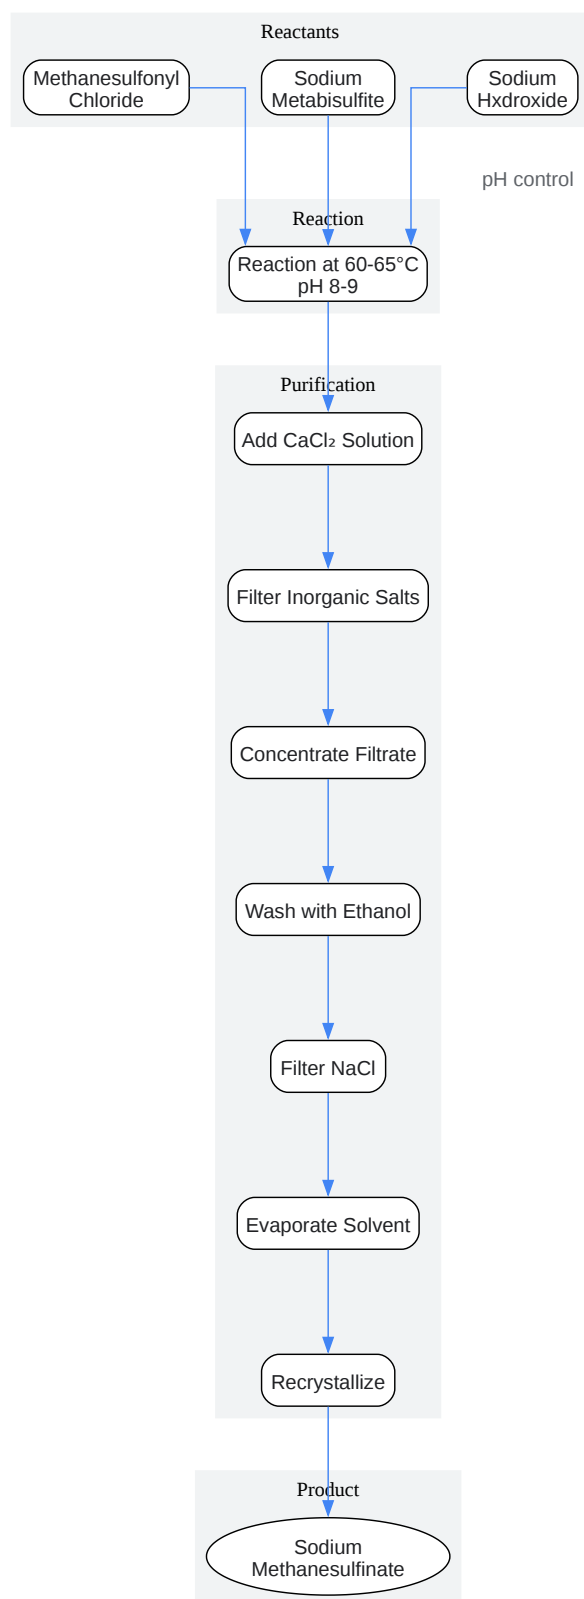 Reactants
Methanesulfonyl
Chloride
Sodium
Metabisulfite
Sodium
Hxdroxide
pH control
Reaction
Reaction at 60-65°C
pH 8-9
Purification
Add CaCl₂ Solution
Filter Inorganic Salts
Concentrate Filtrate
Wash with Ethanol
Filter NaCl
Evaporate Solvent
Recrystallize
Product
Sodium
Methanesulfinate